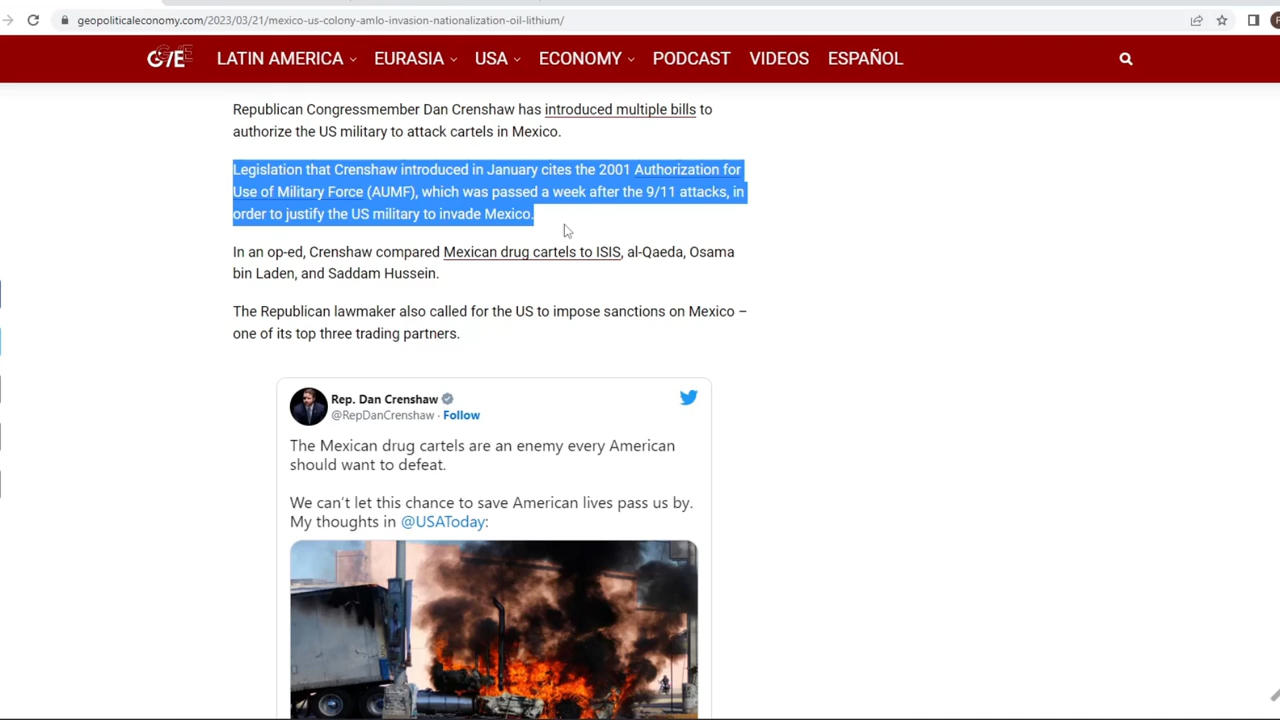 geopoliticaleconomy.com/2023/03/21/mexico-us-colony-amlo-invasion-nationalization-oil-lithium/
LATIN AMERICA EURASIA USA ECONOMY PODCAST VIDEOS ESPAÑOL
Republican Congressmember Dan Crenshaw has introduced multiple bills to
authorize the US military to attack cartels in Mexico.
Legislation that Crenshaw introduced in January cites the 2001 Authorization for
Use of Military Force (AUMF), which was passed a week after the 9/11 attacks, in
order to justify the US military to invade Mexico.
In an op-ed, Crenshaw compared Mexican drug cartels to ISIS, al-Qaeda, Osama
bin Laden, and Saddam Hussein.
The Republican lawmaker also called for the US to impose sanctions on Mexico –
one of its top three trading partners.
Rep. Dan Crenshaw
@RepDanCrenshaw · Follow
The Mexican drug cartels are an enemy every American
should want to defeat.
We can't let this chance to save American lives pass us by.
My thoughts in @USAToday: